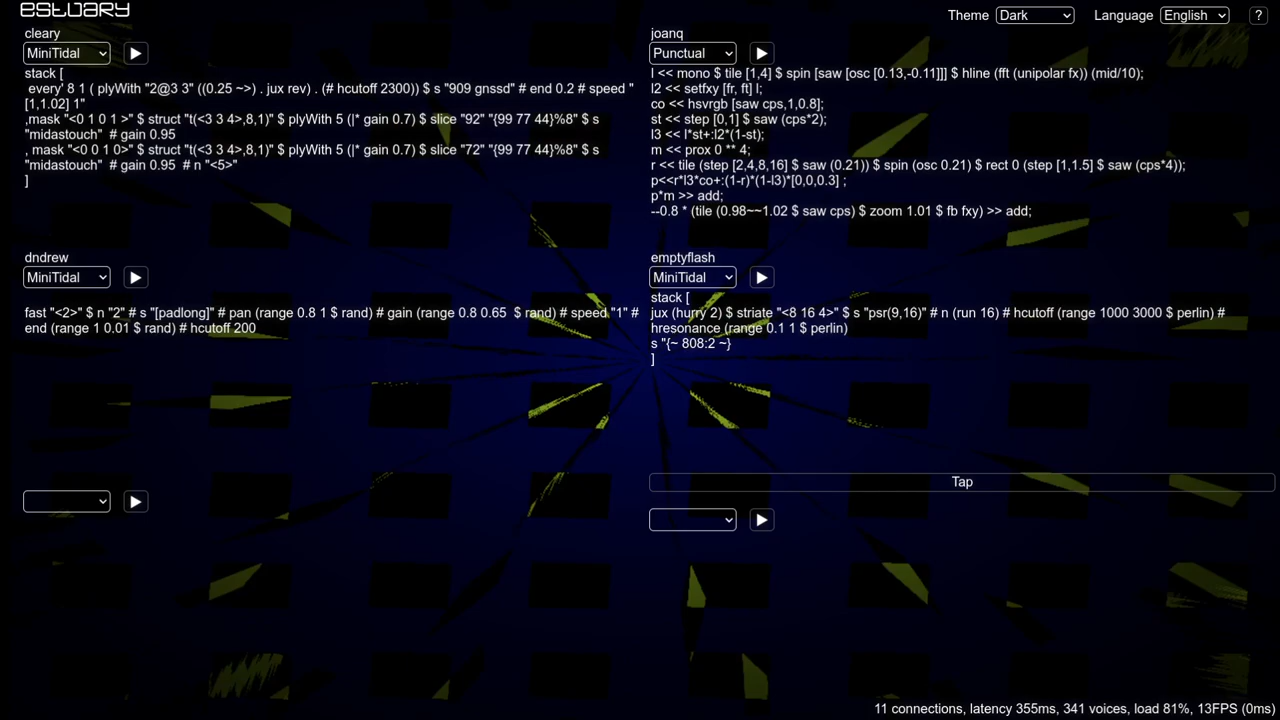 estuary
Theme Dark Language English ?
cleary
MiniTidal
stack [
every' 8 1 ( plyWith "2@3 3" ((0.25 ~>) . jux rev) . (# hcutoff 2300)) $ s "909 gnssd" # end 0.2 # speed "
[1,1.02] 1"
,mask "<0 1 0 1 >" $ struct "t(<3 3 4>,8,1)" $ plyWith 5 (|* gain 0.7) $ slice "92" "{99 77 44}%8" $ s
"midastouch"  # gain 0.95
, mask "<0 0 1 0>" $ struct "t(<3 3 4>,8,1)" $ plyWith 5 (|* gain 0.7) $ slice "72" "{99 77 44}%8" $ s
"midastouch"  # gain 0.95  # n "<5>"
]
joanq
Punctual
l << mono $ tile [1,4] $ spin [saw [osc [0.13,-0.11]]] $ hline (fft (unipolar fx)) (mid/10);
l2 << setfxy [fr, ft] l;
co << hsvrgb [saw cps,1,0.8];
st << step [0,1] $ saw (cps*2);
l3 << l*st+:l2*(1-st);
m << prox 0 ** 4;
r << tile (step [2,4,8,16] $ saw (0.21)) $ spin (osc 0.21) $ rect 0 (step [1,1.5] $ saw (cps*4));
p<<r*l3*co+:(1-r)*(1-l3)*[0,0,0.3] ;
p*m >> add;
--0.8 * (tile (0.98~~1.02 $ saw cps) $ zoom 1.01 $ fb fxy) >> add;
dndrew
MiniTidal
fast "<2>" $ n "2" # s "[padlong]" # pan (range 0.8 1 $ rand) # gain (range 0.8 0.65  $ rand) # speed "1" #
end (range 1 0.01 $ rand) # hcutoff 200
emptyflash
MiniTidal
stack [
jux (hurry 2) $ striate "<8 16 4>" $ s "psr(9,16)" # n (run 16) # hcutoff (range 1000 3000 $ perlin) #
hresonance (range 0.1 1 $ perlin)
s "{~ 808:2 ~}
]
Tap
11 connections, latency 355ms, 341 voices, load 81%, 13FPS (0ms)